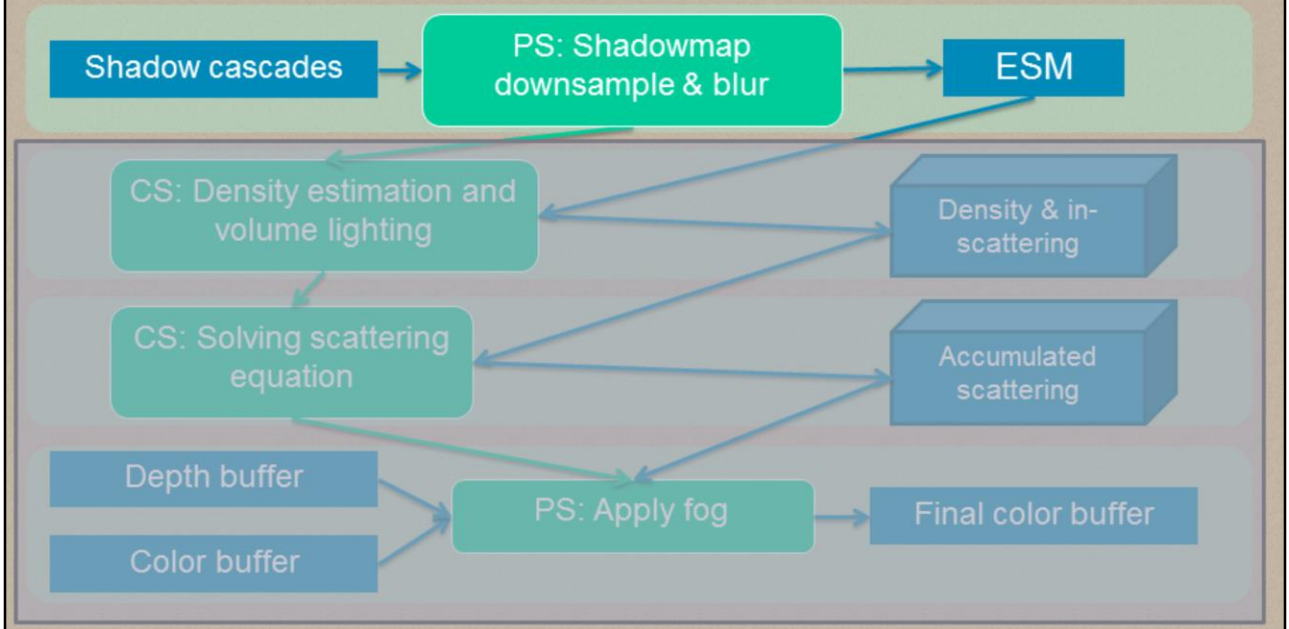 Shadow cascades
PS: Shadowmap
downsample & blur
ESM
CS: Density estimation and
volume lighting
Density & in-
scattering
CS: Solving scattering
equation
Accumulated
scattering
Depth buffer
Color buffer
PS: Apply fog
Final color buffer